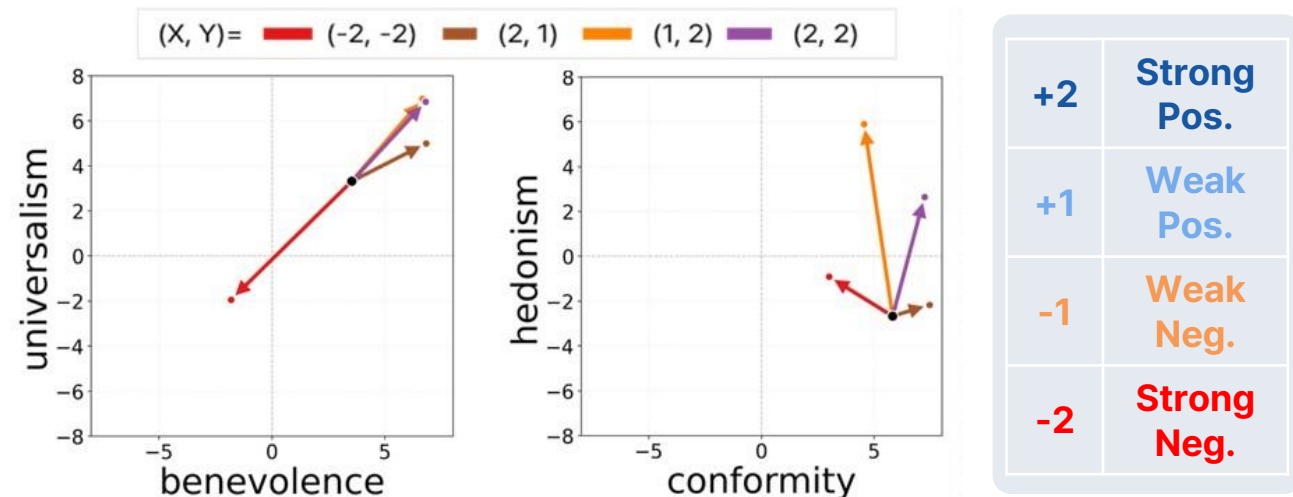 (X, Y)= (-2, -2) (2, 1) (1, 2) (2, 2)
universalism
8
6
4
2
0
−2
−4
−6
−8
−5 0 5
benevolence
hedonism
8
6
4
2
0
−2
−4
−6
−8
−5 0 5
conformity
+2 Strong
Pos.
+1 Weak
Pos.
-1 Weak
Neg.
-2 Strong
Neg.